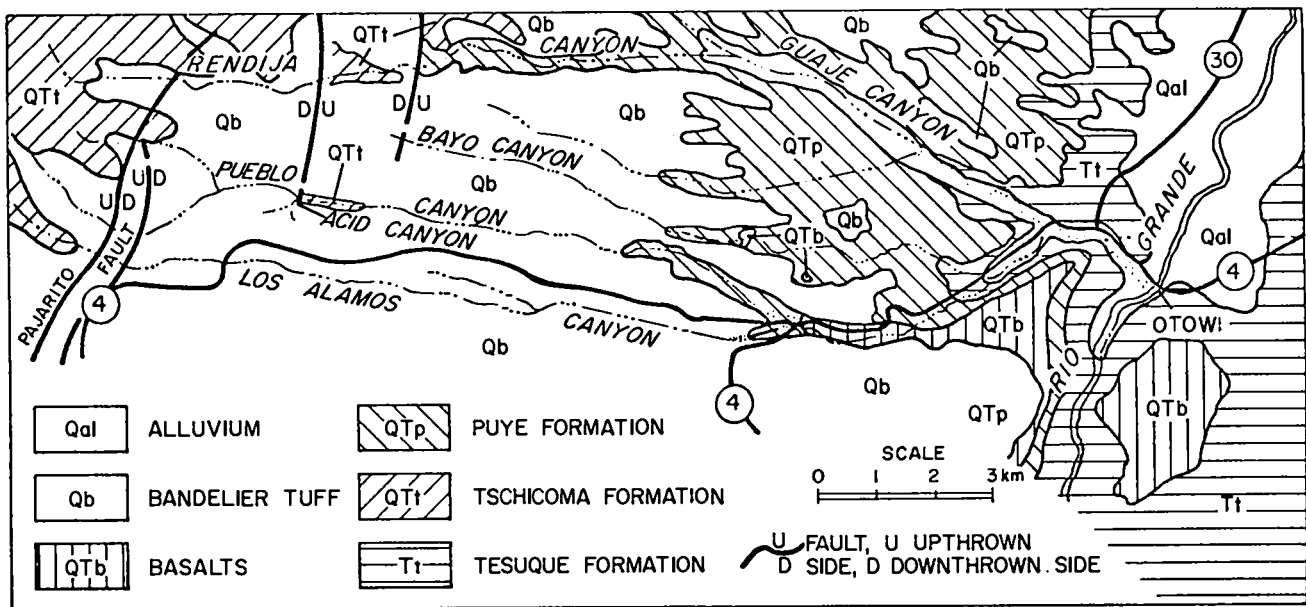 QTt
Qb
QTt
CANYON
Qb
GUAJE CANYON
Qb
Qb
Qal
30
RENDIJA
QTt
D U
D U
Qb
Qb
QTp
QTp
Tt
BAYO CANYON
QTt
PUEBLO
Qb
CANYON
ACID CANYON
U D
U D
PAJARITO FAULT
4
LOS ALAMOS
CANYON
Qb
QTb
Qb
GRANDE
Qal
4
OTOWI
QTb
RIO
4
Qb
QTp
QTb
Tt
Qal ALLUVIUM
Qb BANDELIER TUFF
QTb BASALTS
QTp PUYE FORMATION
QTt TSCHICOMA FORMATION
Tt TESUQUE FORMATION
SCALE
0 1 2 3 km
U FAULT, U UPTHROWN
D SIDE, D DOWNTHROWN. SIDE